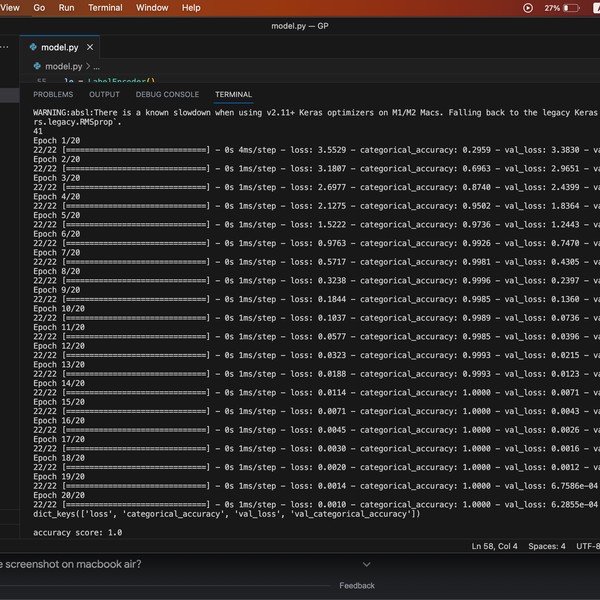 View Go Run Terminal Window Help 27%
model.py — GP
model.py
model.py > ...
55 le = LabelEncoder()
PROBLEMS OUTPUT DEBUG CONSOLE TERMINAL
WARNING:absl:There is a known slowdown when using v2.11+ Keras optimizers on M1/M2 Macs. Falling back to the legacy Keras
rs.legacy.RMSprop`.
41
Epoch 1/20
22/22 [==============================] - 0s 4ms/step - loss: 3.5529 - categorical_accuracy: 0.2959 - val_loss: 3.3830 - va
Epoch 2/20
22/22 [==============================] - 0s 1ms/step - loss: 3.1807 - categorical_accuracy: 0.6963 - val_loss: 2.9651 - va
Epoch 3/20
22/22 [==============================] - 0s 1ms/step - loss: 2.6977 - categorical_accuracy: 0.8740 - val_loss: 2.4399 - va
Epoch 4/20
22/22 [==============================] - 0s 1ms/step - loss: 2.1275 - categorical_accuracy: 0.9502 - val_loss: 1.8364 - va
Epoch 5/20
22/22 [==============================] - 0s 1ms/step - loss: 1.5222 - categorical_accuracy: 0.9736 - val_loss: 1.2443 - va
Epoch 6/20
22/22 [==============================] - 0s 1ms/step - loss: 0.9763 - categorical_accuracy: 0.9926 - val_loss: 0.7470 - va
Epoch 7/20
22/22 [==============================] - 0s 1ms/step - loss: 0.5717 - categorical_accuracy: 0.9981 - val_loss: 0.4305 - va
Epoch 8/20
22/22 [==============================] - 0s 1ms/step - loss: 0.3238 - categorical_accuracy: 0.9996 - val_loss: 0.2397 - va
Epoch 9/20
22/22 [==============================] - 0s 1ms/step - loss: 0.1844 - categorical_accuracy: 0.9985 - val_loss: 0.1360 - va
Epoch 10/20
22/22 [==============================] - 0s 1ms/step - loss: 0.1037 - categorical_accuracy: 0.9989 - val_loss: 0.0736 - va
Epoch 11/20
22/22 [==============================] - 0s 1ms/step - loss: 0.0577 - categorical_accuracy: 0.9985 - val_loss: 0.0396 - va
Epoch 12/20
22/22 [==============================] - 0s 1ms/step - loss: 0.0323 - categorical_accuracy: 0.9993 - val_loss: 0.0215 - va
Epoch 13/20
22/22 [==============================] - 0s 1ms/step - loss: 0.0188 - categorical_accuracy: 0.9993 - val_loss: 0.0123 - va
Epoch 14/20
22/22 [==============================] - 0s 1ms/step - loss: 0.0114 - categorical_accuracy: 1.0000 - val_loss: 0.0071 - va
Epoch 15/20
22/22 [==============================] - 0s 1ms/step - loss: 0.0071 - categorical_accuracy: 1.0000 - val_loss: 0.0043 - va
Epoch 16/20
22/22 [==============================] - 0s 1ms/step - loss: 0.0045 - categorical_accuracy: 1.0000 - val_loss: 0.0026 - va
Epoch 17/20
22/22 [==============================] - 0s 1ms/step - loss: 0.0030 - categorical_accuracy: 1.0000 - val_loss: 0.0016 - va
Epoch 18/20
22/22 [==============================] - 0s 1ms/step - loss: 0.0020 - categorical_accuracy: 1.0000 - val_loss: 0.0012 - va
Epoch 19/20
22/22 [==============================] - 0s 1ms/step - loss: 0.0014 - categorical_accuracy: 1.0000 - val_loss: 6.7586e-04
Epoch 20/20
22/22 [==============================] - 0s 1ms/step - loss: 0.0010 - categorical_accuracy: 1.0000 - val_loss: 6.2855e-04
dict_keys(['loss', 'categorical_accuracy', 'val_loss', 'val_categorical_accuracy'])
accuracy score: 1.0
Ln 58, Col 4 Spaces: 4 UTF-8
e screenshot on macbook air?
Feedback